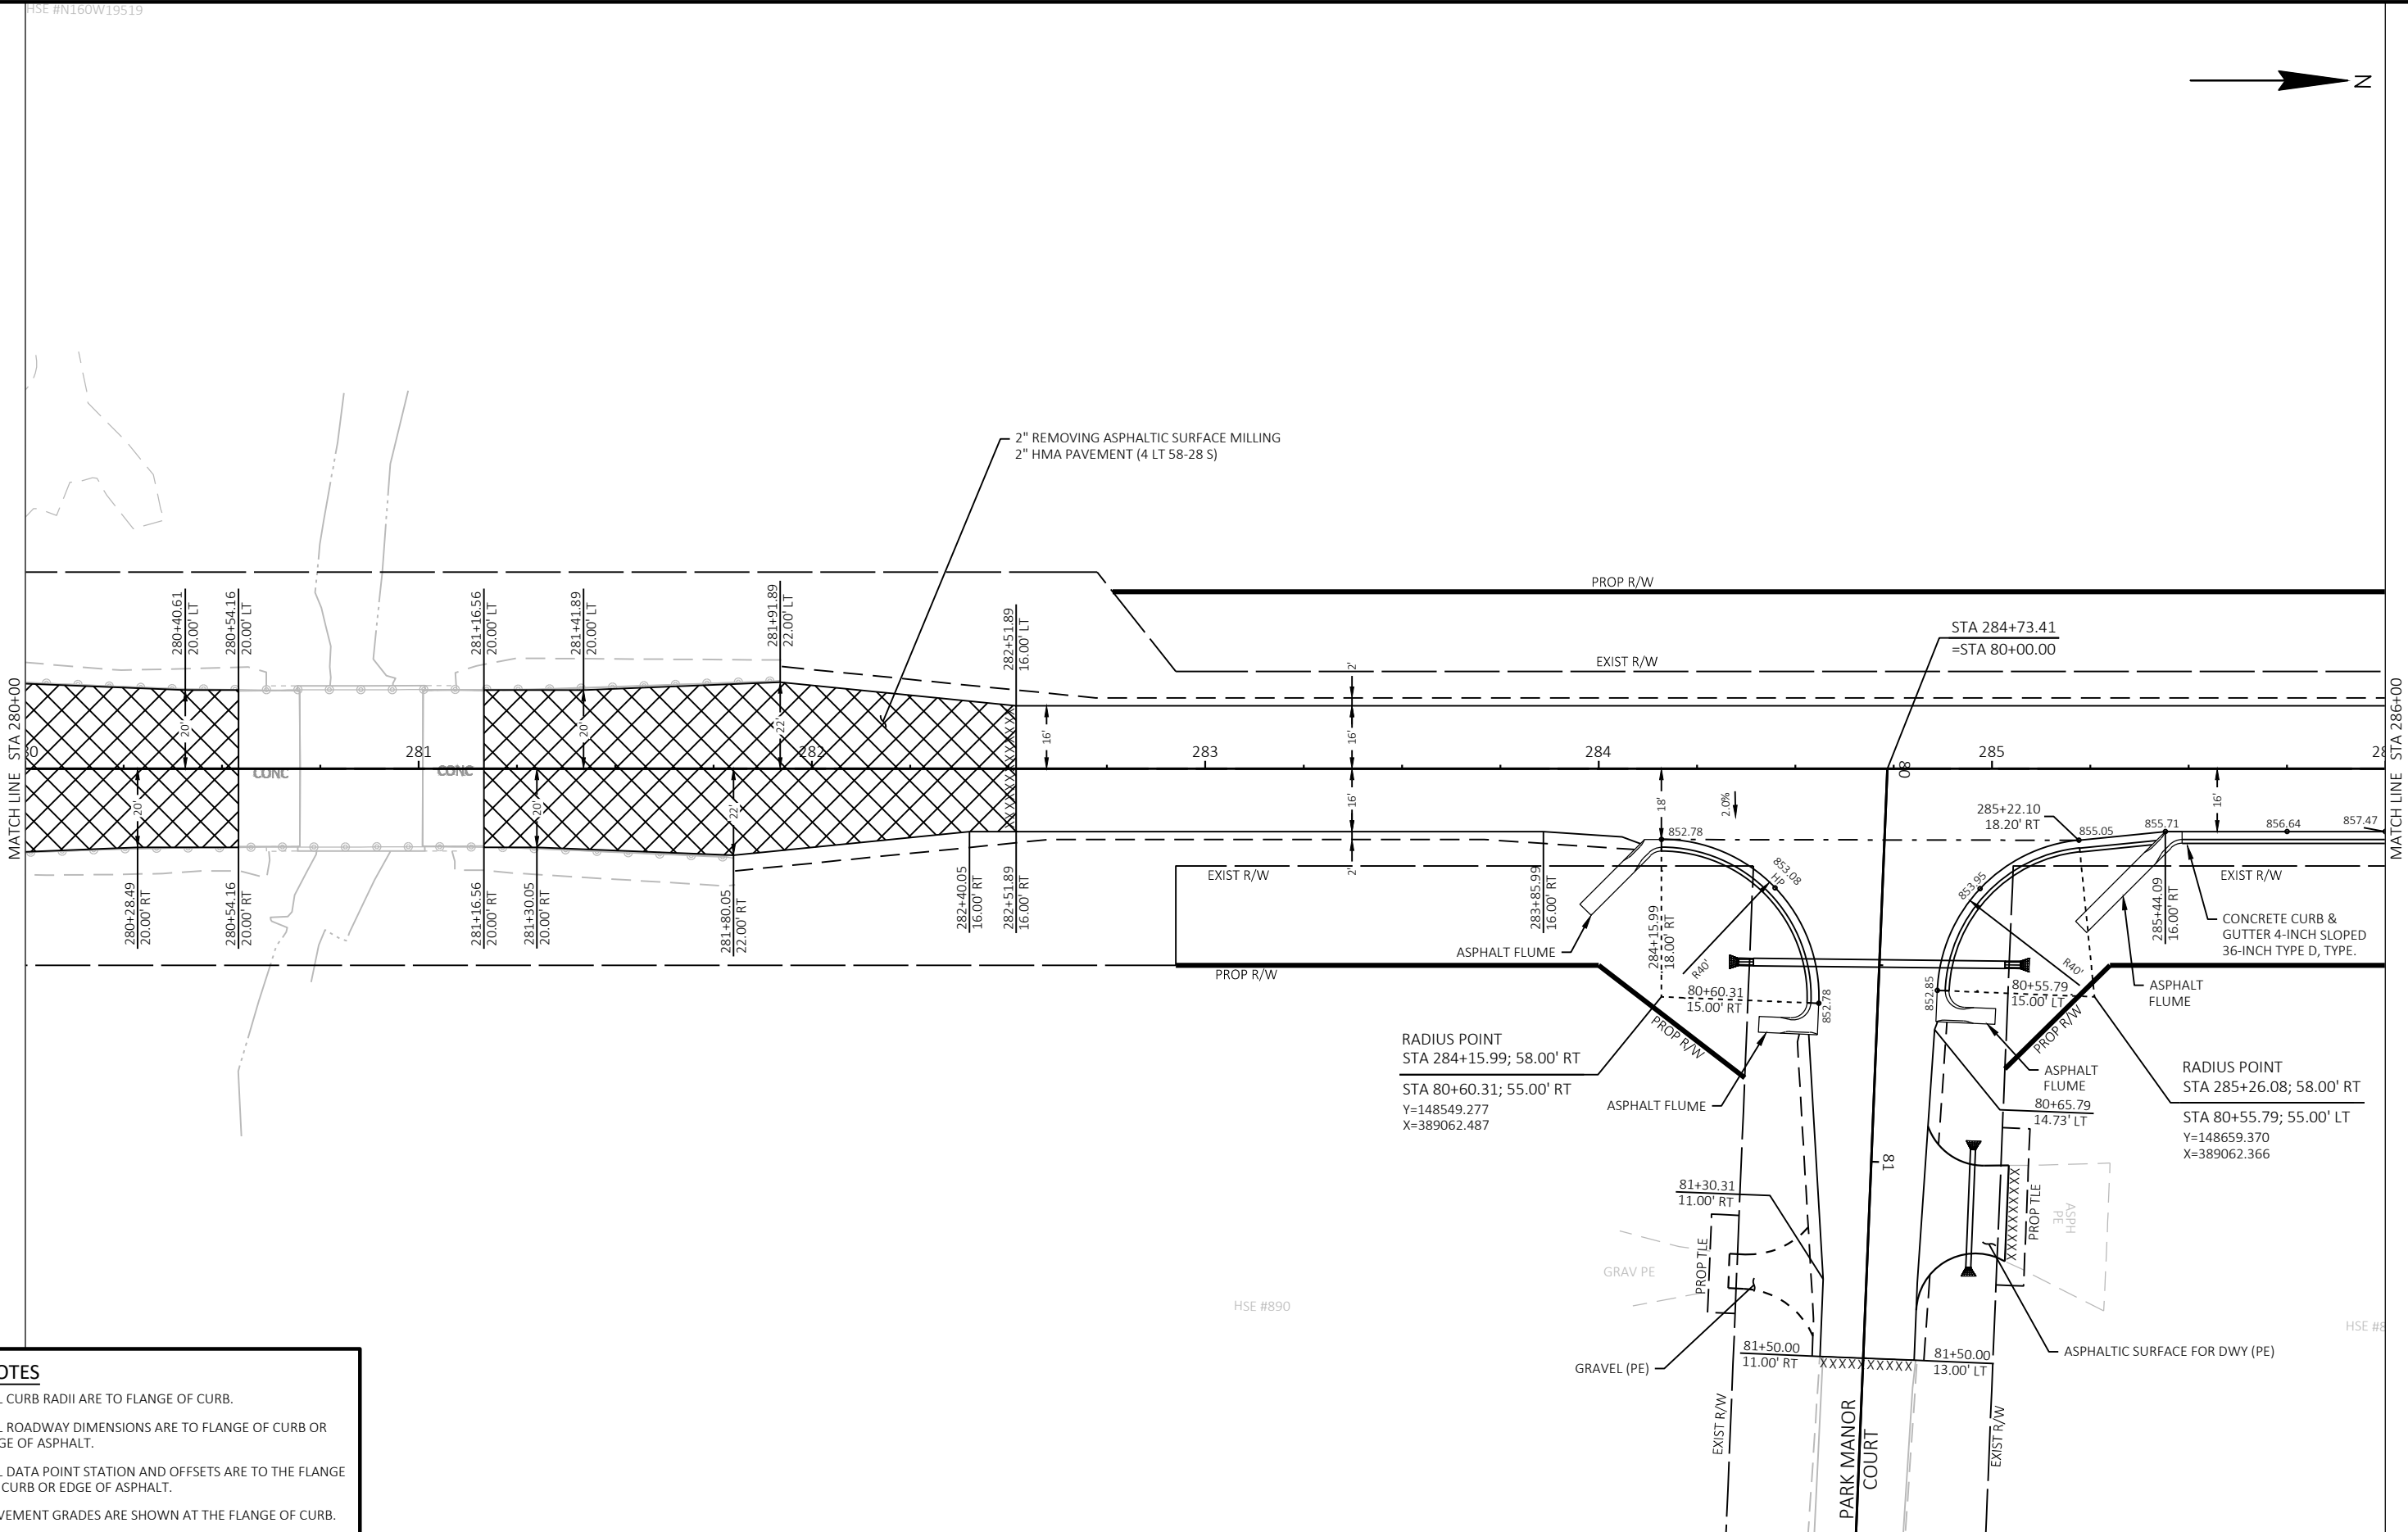 HSE #N160W19519
N
2" REMOVING ASPHALTIC SURFACE MILLING
2" HMA PAVEMENT (4 LT 58-28 S)
MATCH LINE STA 280+00
280+40.61
20.00' LT
280+54.16
20.00' LT
281+16.56
20.00' LT
281+41.89
20.00' LT
281+91.89
22.00' LT
282+51.89
16.00' LT
PROP R/W
EXIST R/W
STA 284+73.41
=STA 80+00.00
MATCH LINE STA 286+00
2'
20'
20'
22'
16'
16'
281
282
283
284
285
80
CONC
CONC
20'
20'
22'
16'
2'
18'
2.0%
16'
280+28.49
20.00' RT
280+54.16
20.00' RT
281+16.56
20.00' RT
281+30.05
20.00' RT
281+80.05
22.00' RT
282+40.05
16.00' RT
282+51.89
16.00' RT
283+85.99
16.00' RT
EXIST R/W
PROP R/W
852.78
853.08
HP
284+15.99
18.00' RT
ASPHALT FLUME
R40'
80+60.31
15.00' RT
852.78
PROP R/W
285+22.10
18.20' RT
855.05
855.71
856.64
857.47
853.95
EXIST R/W
285+44.09
16.00' RT
CONCRETE CURB &
GUTTER 4-INCH SLOPED
36-INCH TYPE D, TYPE.
R40'
852.85
80+55.79
15.00' LT
ASPHALT
FLUME
PROP R/W
RADIUS POINT
STA 284+15.99; 58.00' RT
STA 80+60.31; 55.00' RT
Y=148549.277
X=389062.487
ASPHALT FLUME
ASPHALT
FLUME
80+65.79
14.73' LT
RADIUS POINT
STA 285+26.08; 58.00' RT
STA 80+55.79; 55.00' LT
Y=148659.370
X=389062.366
81
81+30.31
11.00' RT
PROP TLE
PROP TLE
ASPH
PE
GRAV PE
HSE #890
GRAVEL (PE)
81+50.00
11.00' RT
XXXXXXXXXX
81+50.00
13.00' LT
ASPHALTIC SURFACE FOR DWY (PE)
EXIST R/W
PARK MANOR
COURT
EXIST R/W
CURB RADII ARE TO FLANGE OF CURB.
ROADWAY DIMENSIONS ARE TO FLANGE OF CURB OR
OF ASPHALT.
DATA POINT STATION AND OFFSETS ARE TO THE FLANGE
CURB OR EDGE OF ASPHALT.
GRADES ARE SHOWN AT THE FLANGE OF CURB.